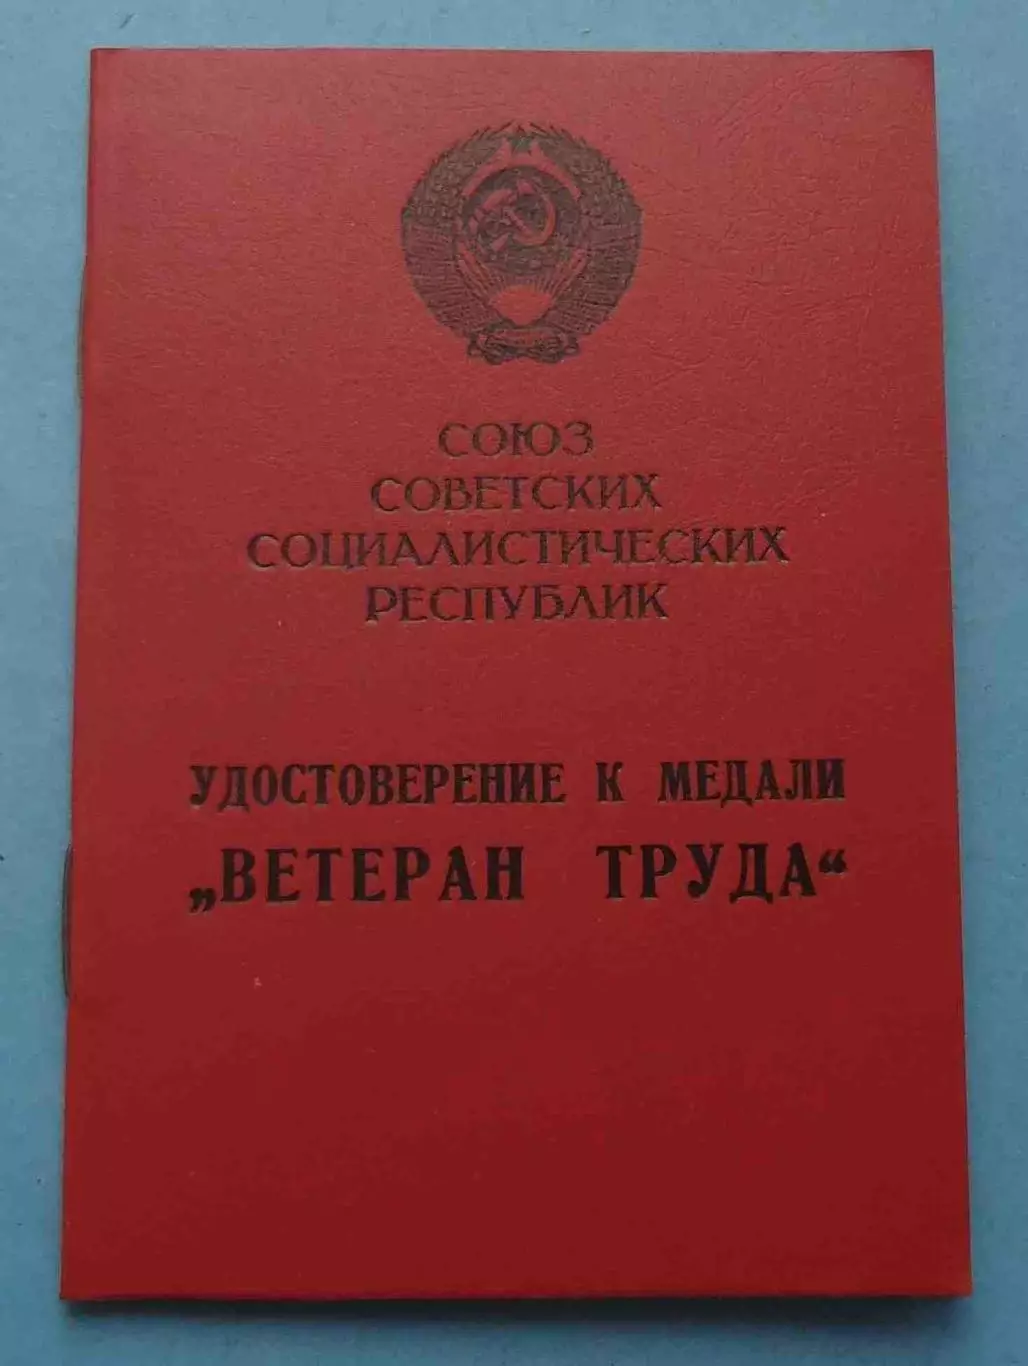 СОЮЗ
СОВЕТСКИХ
СОЦИАЛИСТИЧЕСКИХ
РЕСПУБЛИК
УДОСТОВЕРЕНИЕ К МЕДАЛИ
„ВЕТЕРАН ТРУДА“